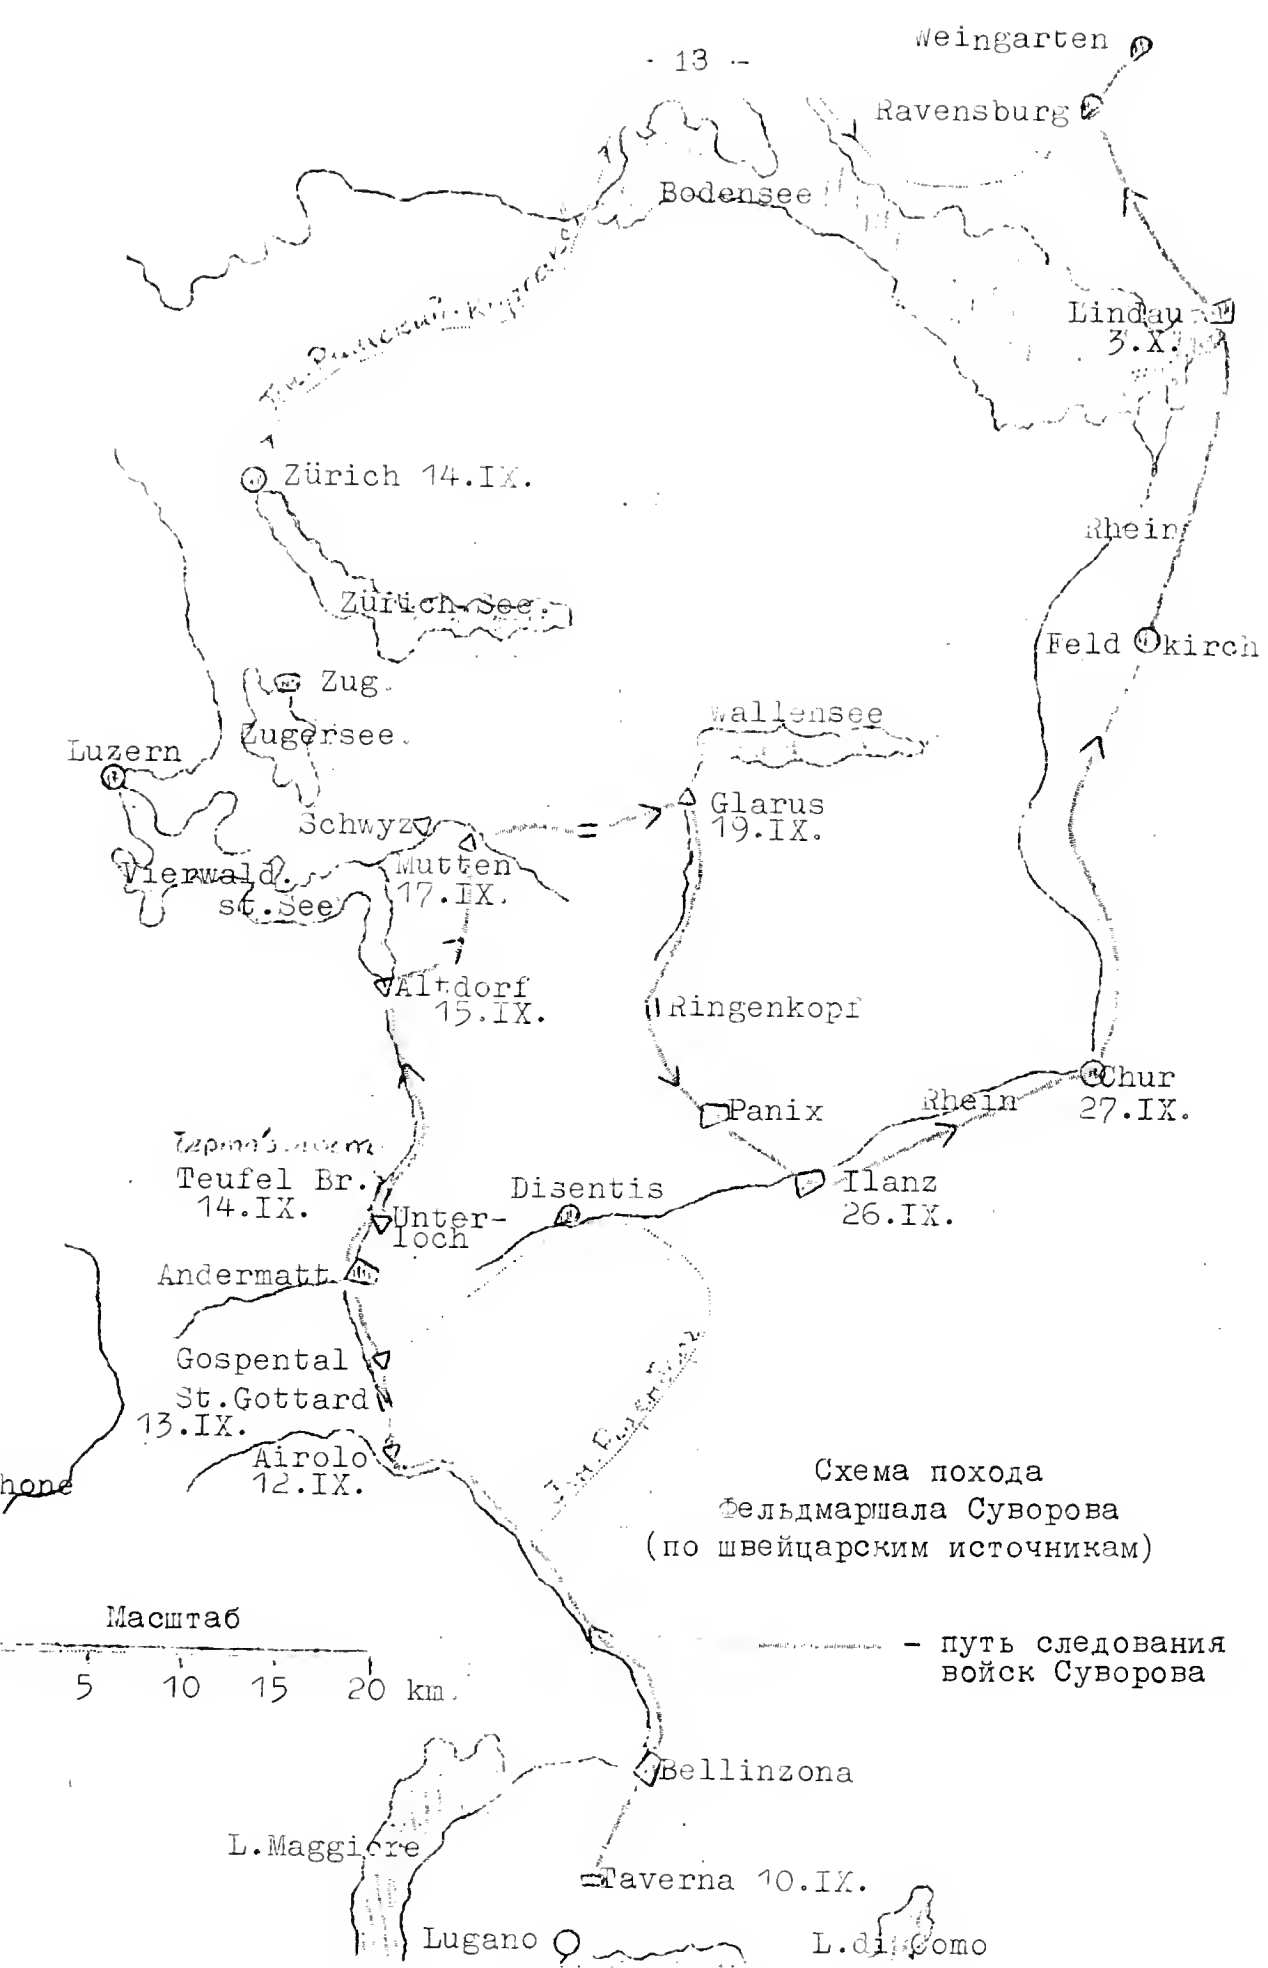 - 13 -
Weingarten
Ravensburg
Bodensee
Lindau
3.X.
Zürich 14.IX.
Rhein
Zürich-See.
Feldkirch
Zug.
Wallensee
Zugersee.
Luzern
Glarus
19.IX.
Schwyz
Mutten
17.IX.
Vierwald.
st.See
Altdorf
15.IX.
Ringenkopf
Chur
27.IX.
Panix
Rhein
Teufel Br.
14.IX.
Disentis
Ilanz
26.IX.
Unter-
loch
Andermatt
Gospental
St.Gottard
13.IX.
Airolo
12.IX.
hone
Схема похода
Фельдмаршала Суворова
(по швейцарским источникам)
Масштаб
5 10 15 20 km.
– путь следования
войск Суворова
Bellinzona
L.Maggiore
Taverna 10.IX.
Lugano
L.di Como